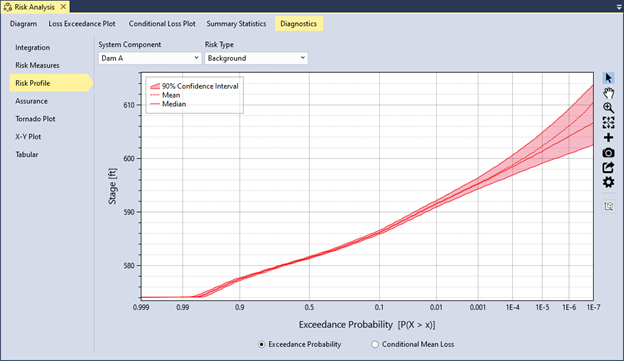 Risk Analysis
Diagram Loss Exceedance Plot Conditional Loss Plot Summary Statistics Diagnostics
Integration
Risk Measures
Risk Profile
Assurance
Tornado Plot
X-Y Plot
Tabular
System Component Risk Type
Dam A Background
90% Confidence Interval
Mean
Median
Stage [ft]
610
600
590
580
0.999 0.99 0.9 0.5 0.1 0.01 0.001 1E-4 1E-5 1E-6 1E-7
Exceedance Probability [P(X > x)]
Exceedance Probability Conditional Mean Loss